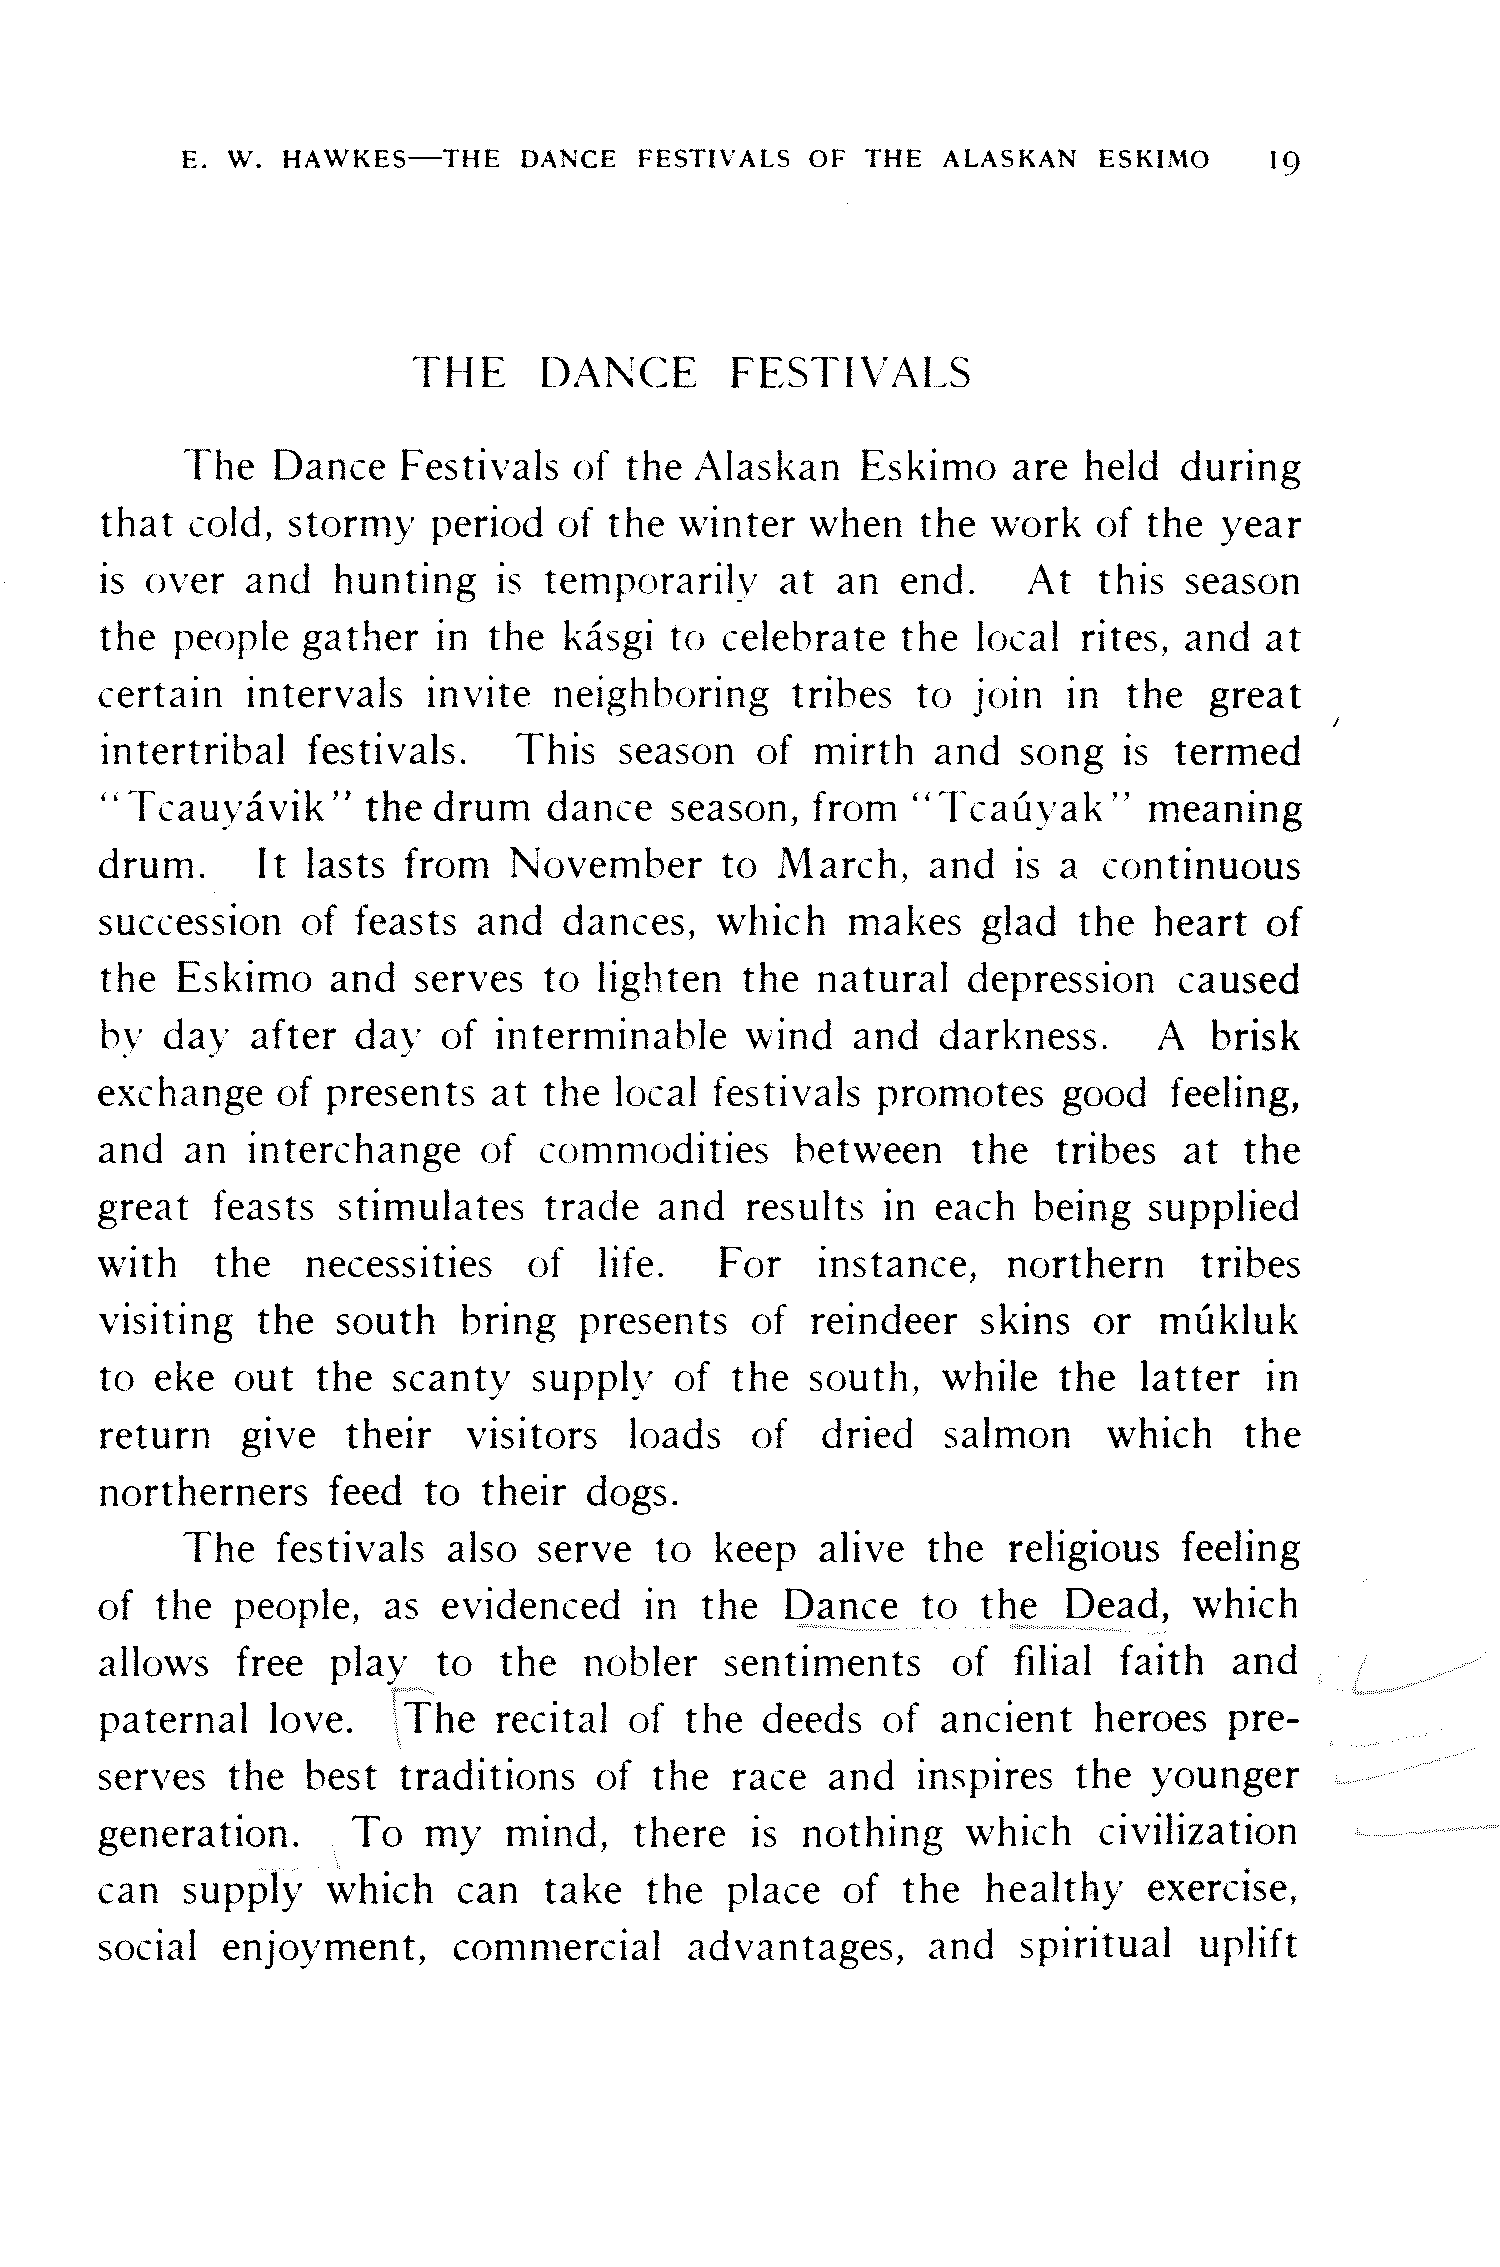 E. W. HAWKES—THE DANCE FESTIVALS OF THE ALASKAN ESKIMO 19
THE DANCE FESTIVALS
The Dance Festivals of the Alaskan Eskimo are held during
that cold, stormy period of the winter when the work of the year
is over and hunting is temporarily at an end. At this season
the people gather in the kásgi to celebrate the local rites, and at
certain intervals invite neighboring tribes to join in the great
intertribal festivals. This season of mirth and song is termed
"Tcauyávik" the drum dance season, from "Tcaúyak" meaning
drum. It lasts from November to March, and is a continuous
succession of feasts and dances, which makes glad the heart of
the Eskimo and serves to lighten the natural depression caused
by day after day of interminable wind and darkness. A brisk
exchange of presents at the local festivals promotes good feeling,
and an interchange of commodities between the tribes at the
great feasts stimulates trade and results in each being supplied
with the necessities of life. For instance, northern tribes
visiting the south bring presents of reindeer skins or múkluk
to eke out the scanty supply of the south, while the latter in
return give their visitors loads of dried salmon which the
northerners feed to their dogs.
The festivals also serve to keep alive the religious feeling
of the people, as evidenced in the Dance to the Dead, which
allows free play to the nobler sentiments of filial faith and
paternal love. The recital of the deeds of ancient heroes pre-
serves the best traditions of the race and inspires the younger
generation. To my mind, there is nothing which civilization
can supply which can take the place of the healthy exercise,
social enjoyment, commercial advantages, and spiritual uplift